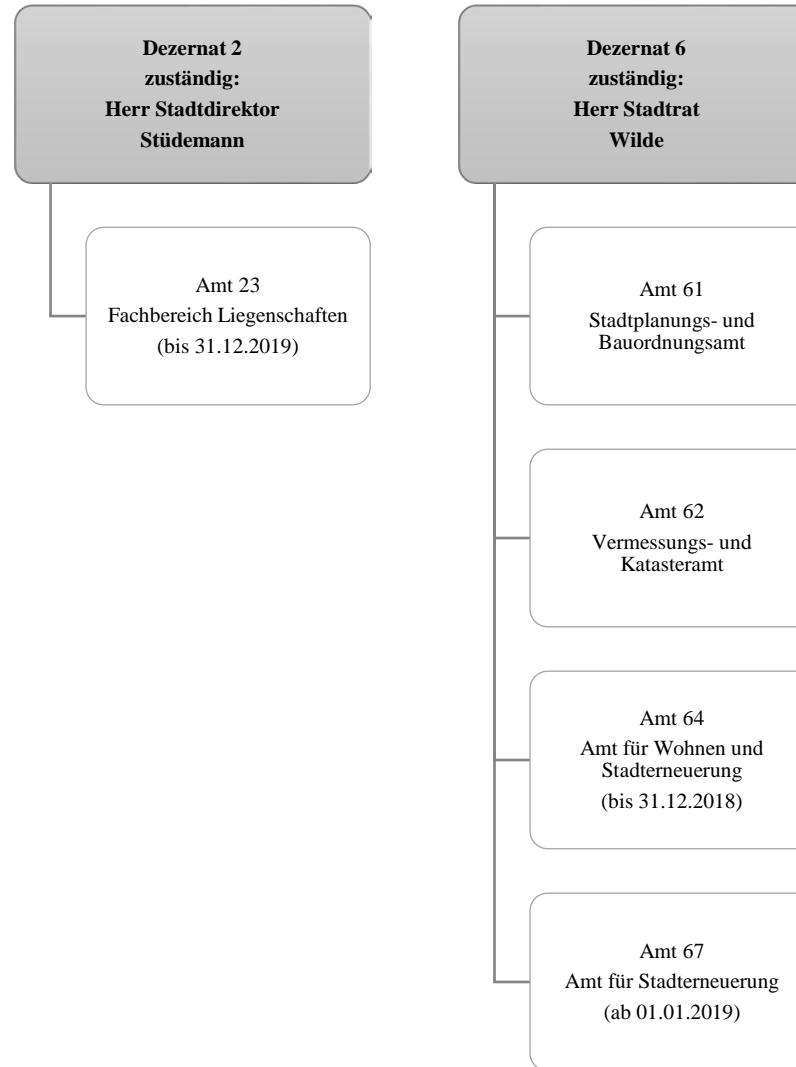 Dezernat 2
zuständig:
Herr Stadtdirektor
Stüdemann
Amt 23
Fachbereich Liegenschaften
(bis 31.12.2019)
Dezernat 6
zuständig:
Herr Stadtrat
Wilde
Amt 61
Stadtplanungs- und
Bauordnungsamt
Amt 62
Vermessungs- und
Katasteramt
Amt 64
Amt für Wohnen und
Stadterneuerung
(bis 31.12.2018)
Amt 67
Amt für Stadterneuerung
(ab 01.01.2019)